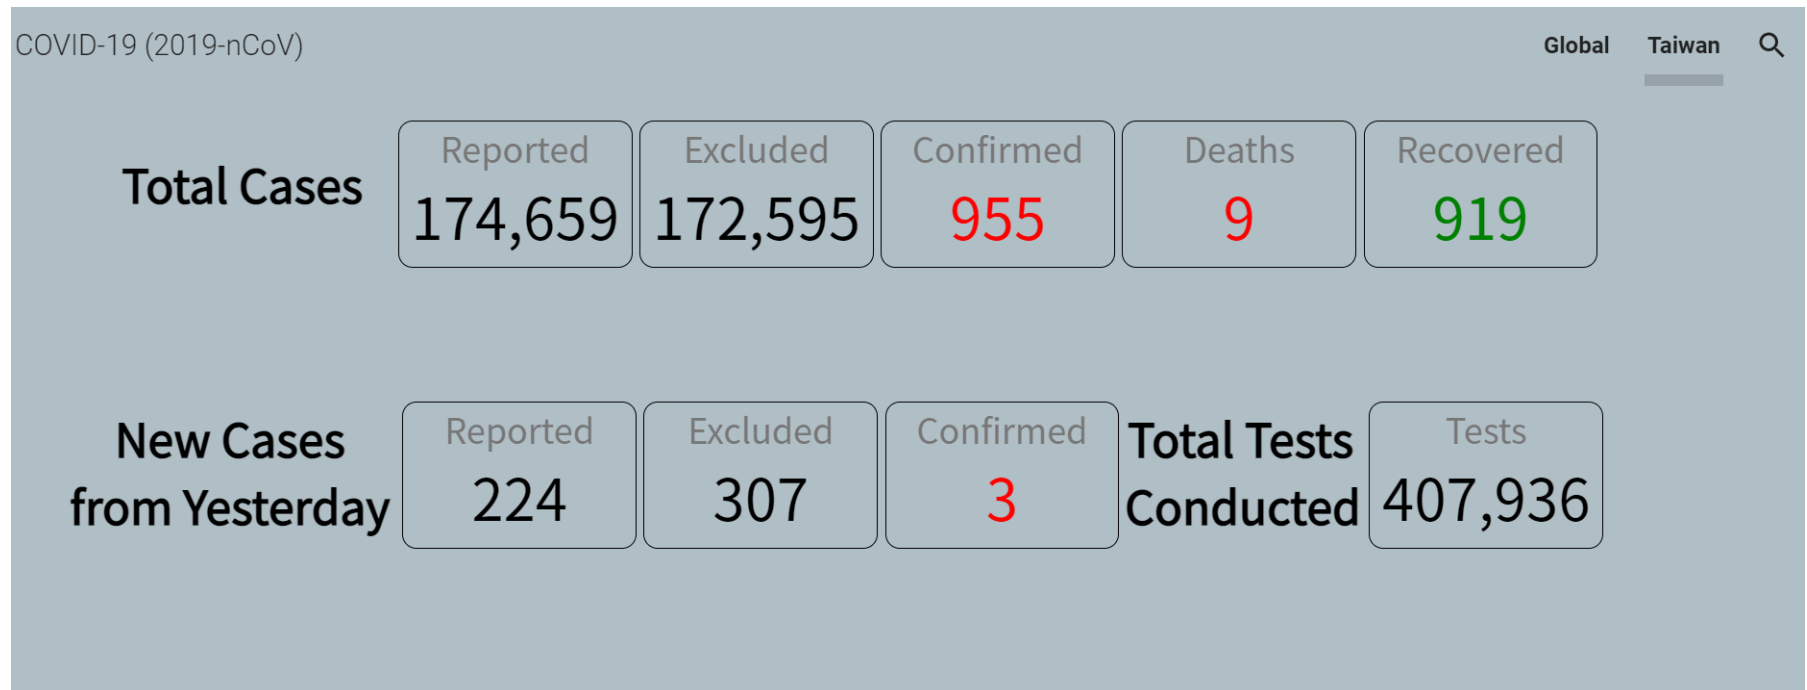 COVID-19 (2019-nCoV)
Global Taiwan
Total Cases
Reported
174,659
Excluded
172,595
Confirmed
955
Deaths
9
Recovered
919
New Cases
from Yesterday
Reported
224
Excluded
307
Confirmed
3
Total Tests
Conducted
Tests
407,936